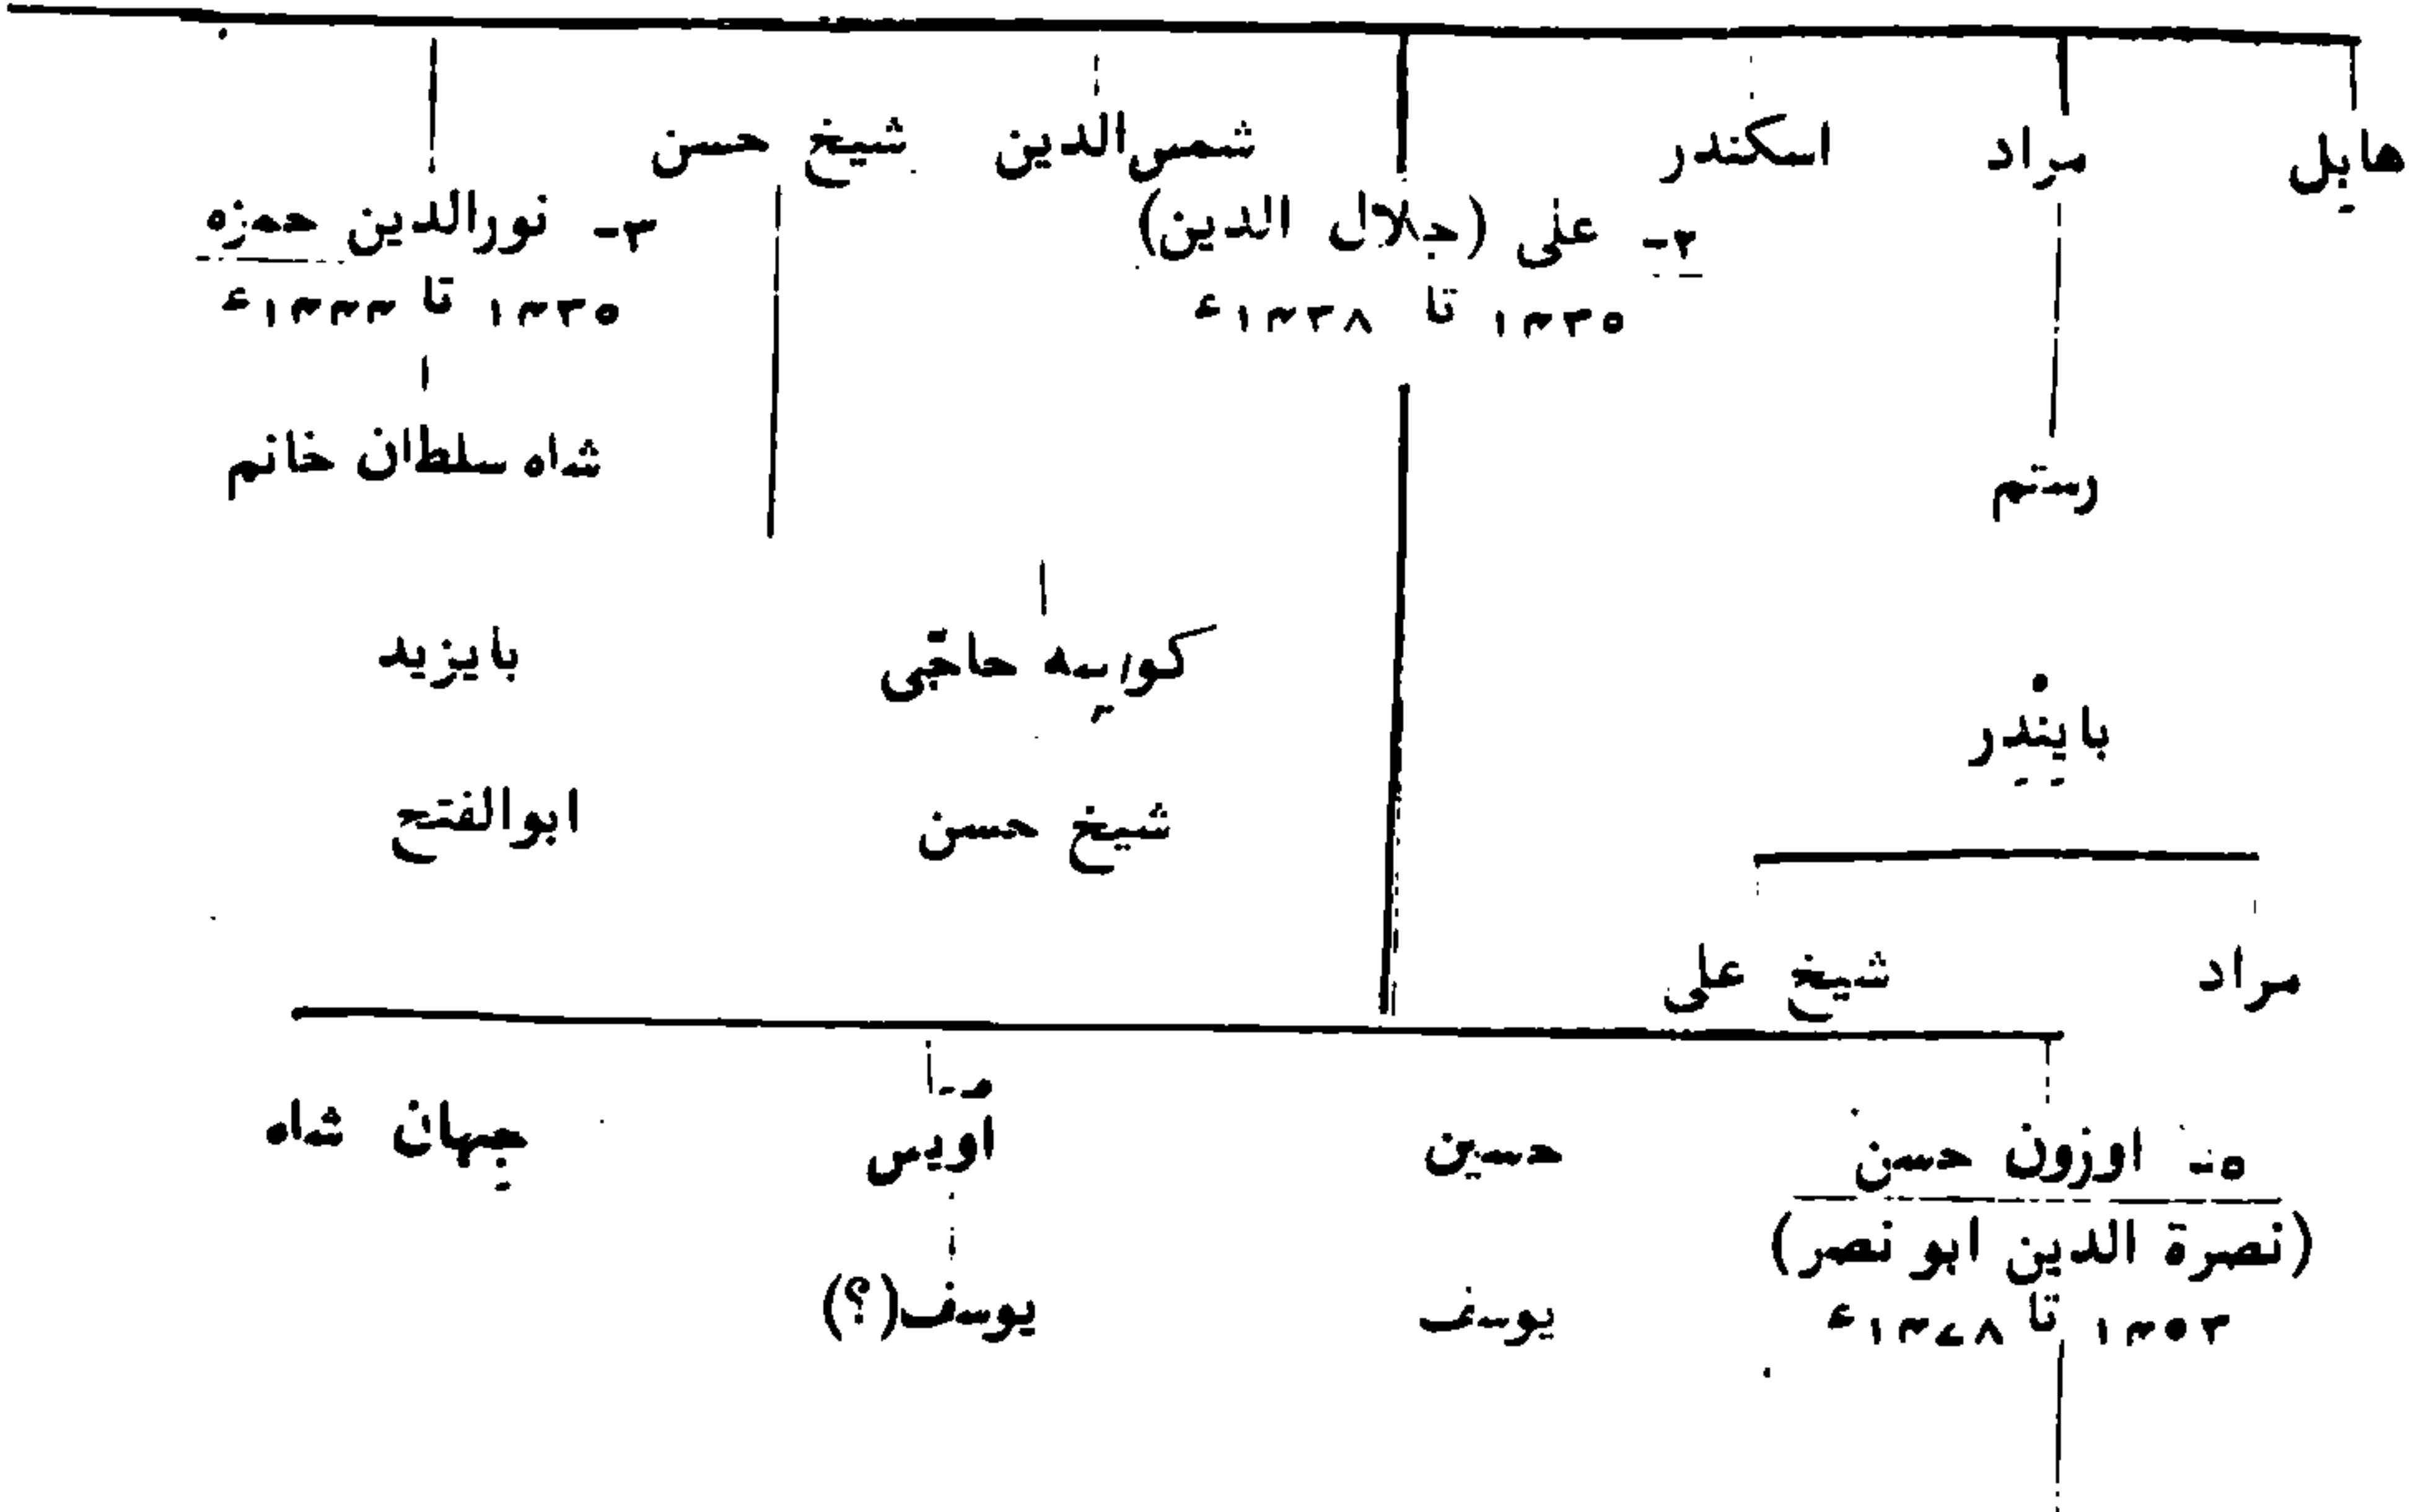 هابیل
مراد
اسکندر
شمس الدین
شیخ حسن
۲- علی (جلال الدین)
۱۴۳۵ تا ۱۴۳۸ء
۳- نورالدین حمزه
۱۴۳۵ تا ۱۴۴۴ء
رستم
شاه سلطان خانم
حاجی
بایزید
بایندر
شیخ حسن
ابوالفتح
مراد
شیخ علی
۵- اوزون حسن
(نصرة الدین ابو نصر)
۱۴۵۳ تا ۱۴۷۸ء
حسین
اویس
جهان شاه
یوسف
یوسف(؟)